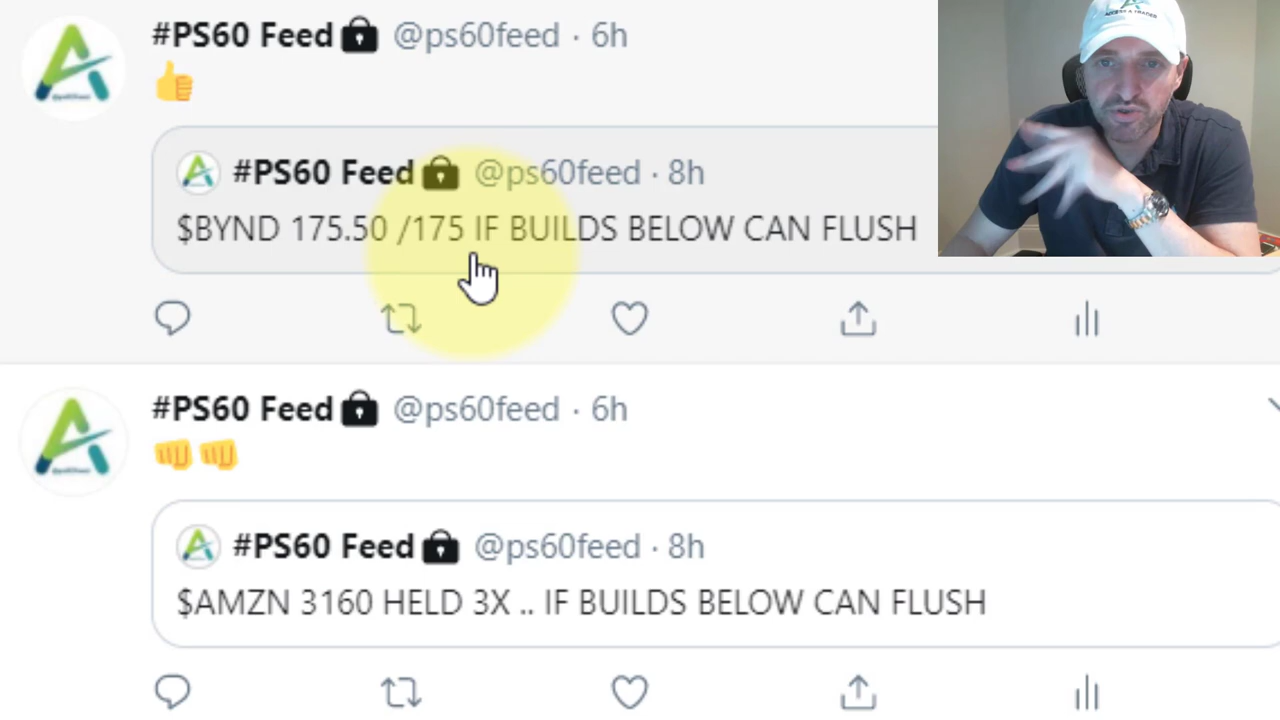 #PS60 Feed @ps60feed · 6h
#PS60 Feed @ps60feed · 8h
$BYND 175.50 /175 IF BUILDS BELOW CAN FLUSH
#PS60 Feed @ps60feed · 6h
#PS60 Feed @ps60feed · 8h
$AMZN 3160 HELD 3X .. IF BUILDS BELOW CAN FLUSH